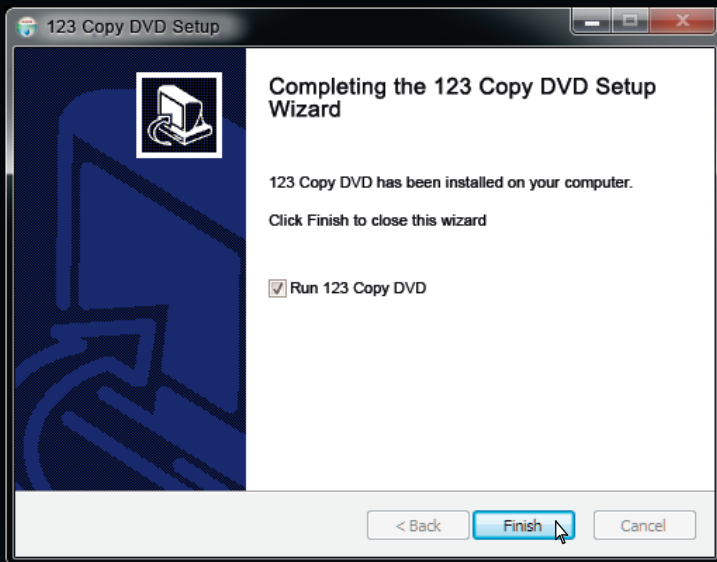 123 Copy DVD Setup
Completing the 123 Copy DVD Setup
Wizard
123 Copy DVD has been installed on your computer.
Click Finish to close this wizard
Run 123 Copy DVD
< Back
Finish
Cancel